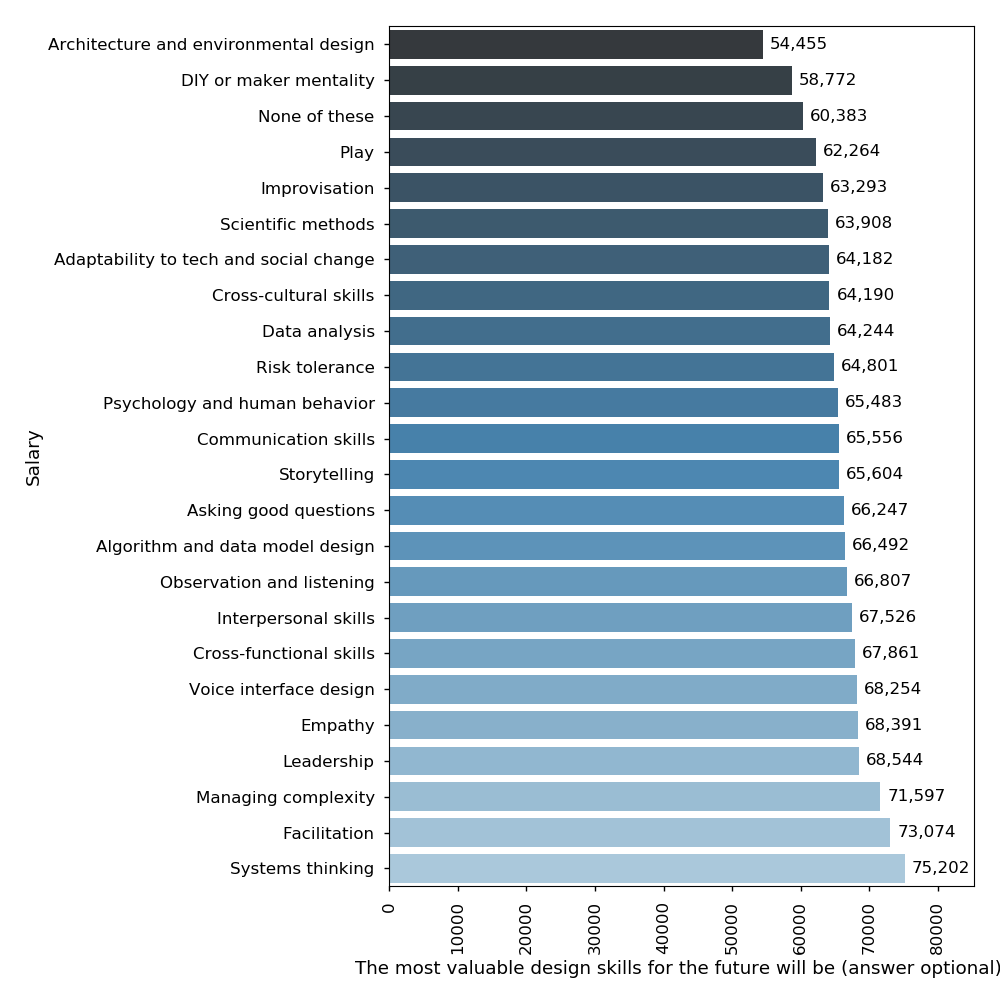 Architecture and environmental design 54,455
DIY or maker mentality 58,772
None of these 60,383
Play 62,264
Improvisation 63,293
Scientific methods 63,908
Adaptability to tech and social change 64,182
Cross-cultural skills 64,190
Data analysis 64,244
Risk tolerance 64,801
Psychology and human behavior 65,483
Communication skills 65,556
Storytelling 65,604
Asking good questions 66,247
Algorithm and data model design 66,492
Observation and listening 66,807
Interpersonal skills 67,526
Cross-functional skills 67,861
Voice interface design 68,254
Empathy 68,391
Leadership 68,544
Managing complexity 71,597
Facilitation 73,074
Systems thinking 75,202
Salary
0 10000 20000 30000 40000 50000 60000 70000 80000
The most valuable design skills for the future will be (answer optional)